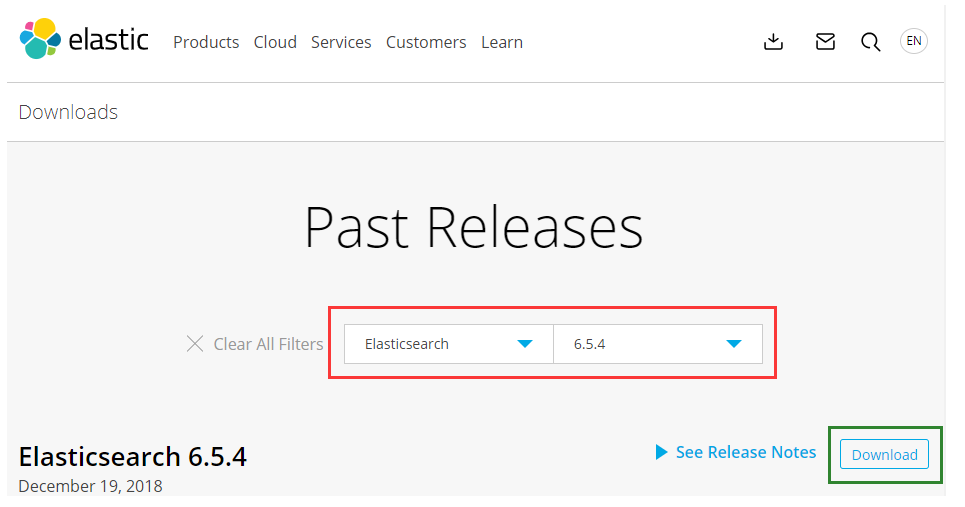 elastic Products Cloud Services Customers Learn EN
Downloads
Past Releases
Clear All Filters Elasticsearch 6.5.4
Elasticsearch 6.5.4 See Release Notes Download
December 19, 2018